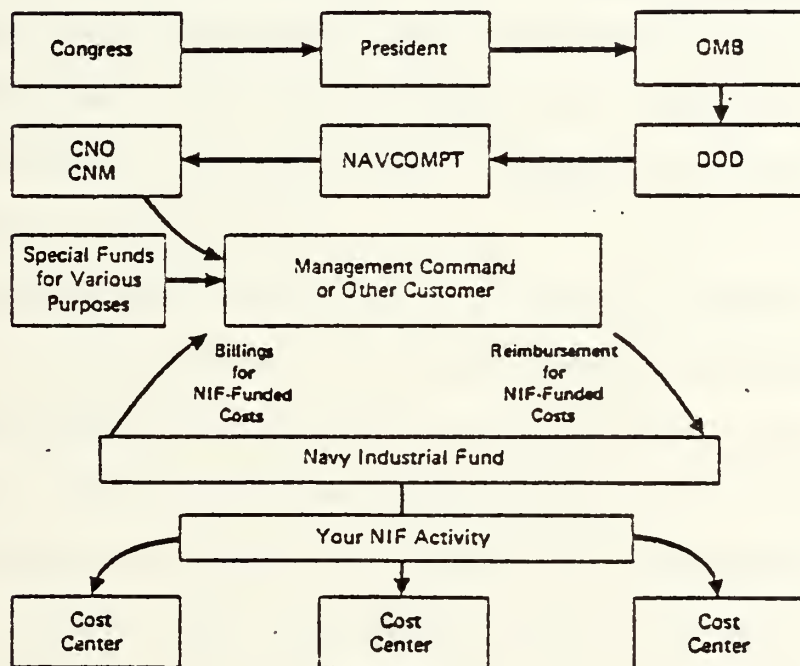 Congress
President
OMB
CNO
CNM
NAVCOMPT
DOD
Special Funds
for Various
Purposes
Management Command
or Other Customer
Billings
for
NIF-Funded
Costs
Reimbursement
for
NIF-Funded
Costs
Navy Industrial Fund
Your NIF Activity
Cost
Center
Cost
Center
Cost
Center